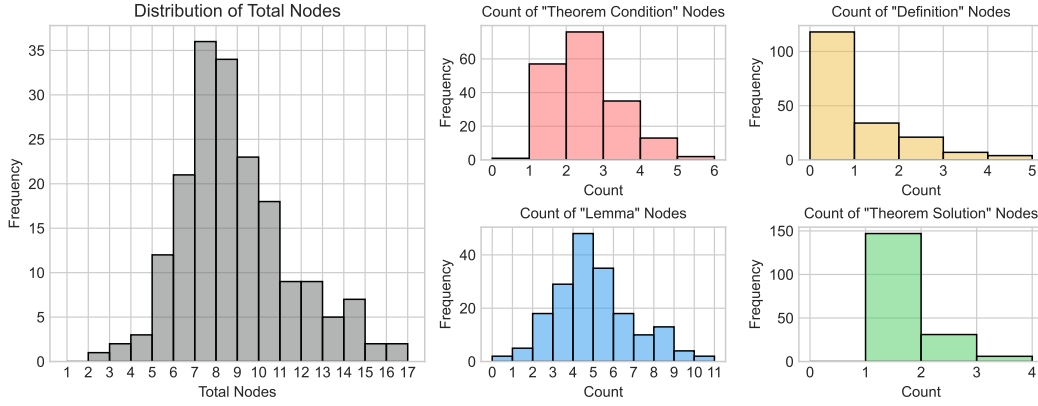 Distribution of Total Nodes
Frequency
35
30
25
20
15
10
5
0
1 2 3 4 5 6 7 8 9 10 11 12 13 14 15 16 17
Total Nodes
Count of "Theorem Condition" Nodes
Frequency
60
40
20
0
0 1 2 3 4 5 6
Count
Count of "Definition" Nodes
Frequency
100
50
0
0 1 2 3 4 5
Count
Count of "Lemma" Nodes
Frequency
40
20
0
0 1 2 3 4 5 6 7 8 9 10 11
Count
Count of "Theorem Solution" Nodes
Frequency
150
100
50
0
0 1 2 3 4
Count